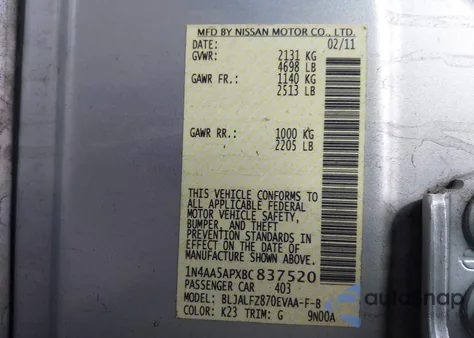 MFD BY NISSAN MOTOR CO., LTD.
DATE: 02/11
GVWR: 2131 KG
4698 LB
GAWR FR.: 1140 KG
2513 LB
GAWR RR.: 1000 KG
2205 LB
THIS VEHICLE CONFORMS TO
ALL APPLICABLE FEDERAL
MOTOR VEHICLE SAFETY,
BUMPER, AND THEFT
PREVENTION STANDARDS IN
EFFECT ON THE DATE OF
MANUFACTURE SHOWN ABOVE.
1N4AA5APXBC837520
PASSENGER CAR 403
MODEL: BLJALFZ870EVAA-F-B
COLOR: K23 TRIM: G 9N00A
autosnap